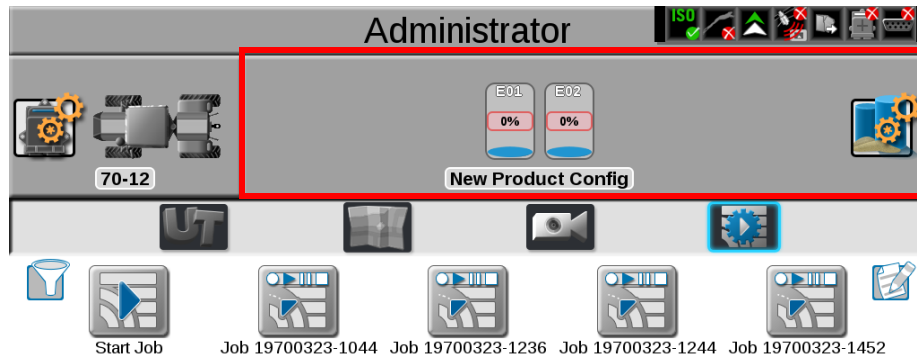 Administrator
ISO
E01 E02
0% 0%
70-12
New Product Config
UT
Start Job
Job 19700323-1044
Job 19700323-1236
Job 19700323-1244
Job 19700323-1452